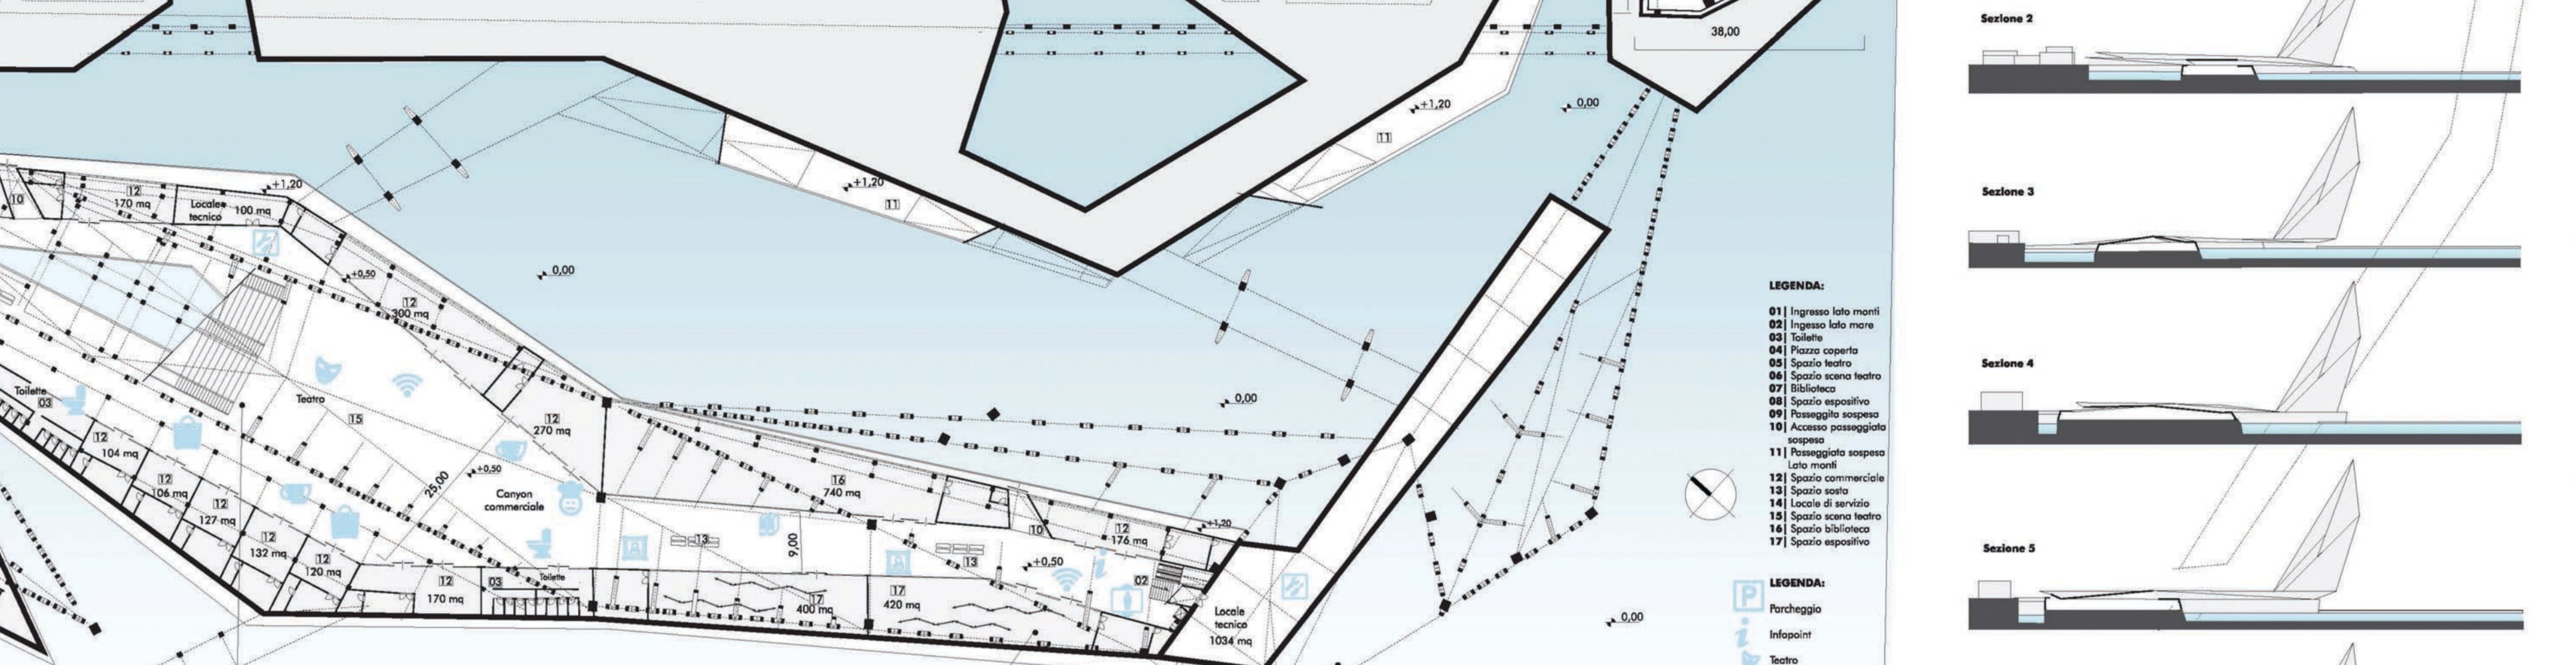 38,00
+1,20
0,00
11
+1,20
11
10
12
170 mq
Locale
tecnico
100 mq
+1,20
+0,50
0,00
12
300 mq
Toilette
03
Teatro
15
12
270 mq
0,00
12
104 mq
12
106 mq
12
127 mq
12
132 mq
12
120 mq
25,00
+0,50
Canyon
commerciale
16
740 mq
13
9,00
10
12
176 mq
+1,20
13
+0,50
02
12
170 mq
03
Toilette
17
400 mq
17
420 mq
Locale
tecnico
1034 mq
0,00
LEGENDA:
01| Ingresso lato monti
02| Ingesso lato mare
03| Toilette
04| Piazza coperta
05| Spazio teatro
06| Spazio scena teatro
07| Biblioteca
08| Spazio espositivo
09| Passeggita sospesa
10| Accesso passeggiata
sospesa
11| Passeggiata sospesa
Lato monti
12| Spazio commerciale
13| Spazio sosta
14| Locale di servizio
15| Spazio scena teatro
16| Spazio biblioteca
17| Spazio espositivo
LEGENDA:
P
Parcheggio
i
Infopoint
Teatro
Sezione 2
Sezione 3
Sezione 4
Sezione 5